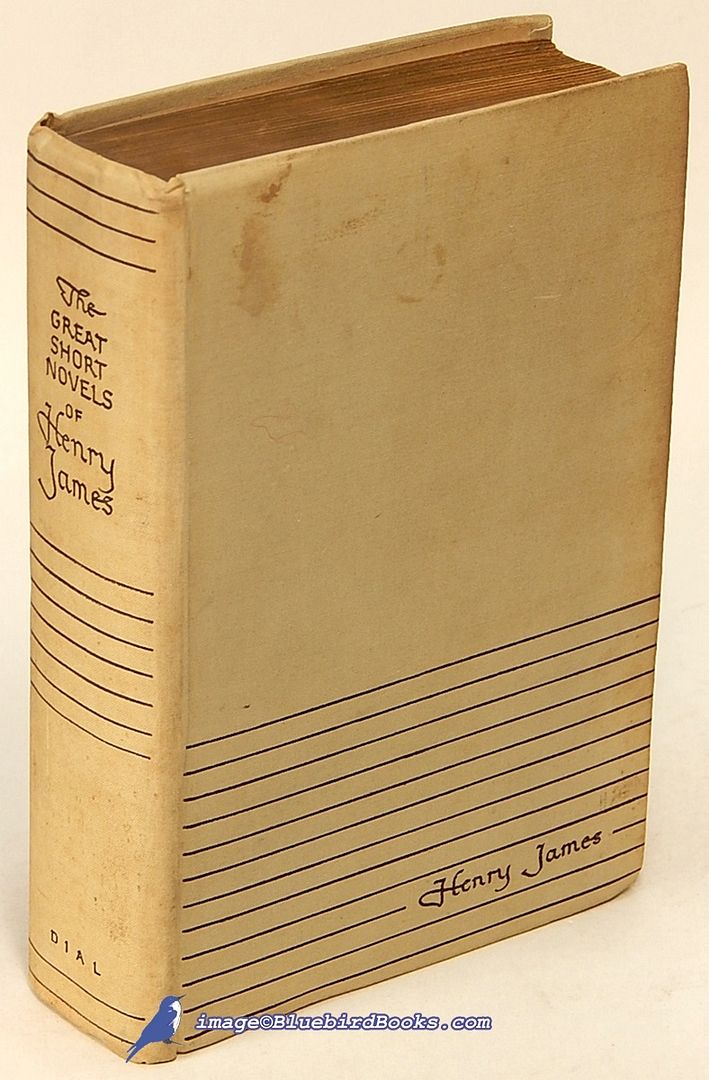 The
GREAT
SHORT
NOVELS
OF
Henry
James
DIAL
Henry James
image©BluebirdBooks.com